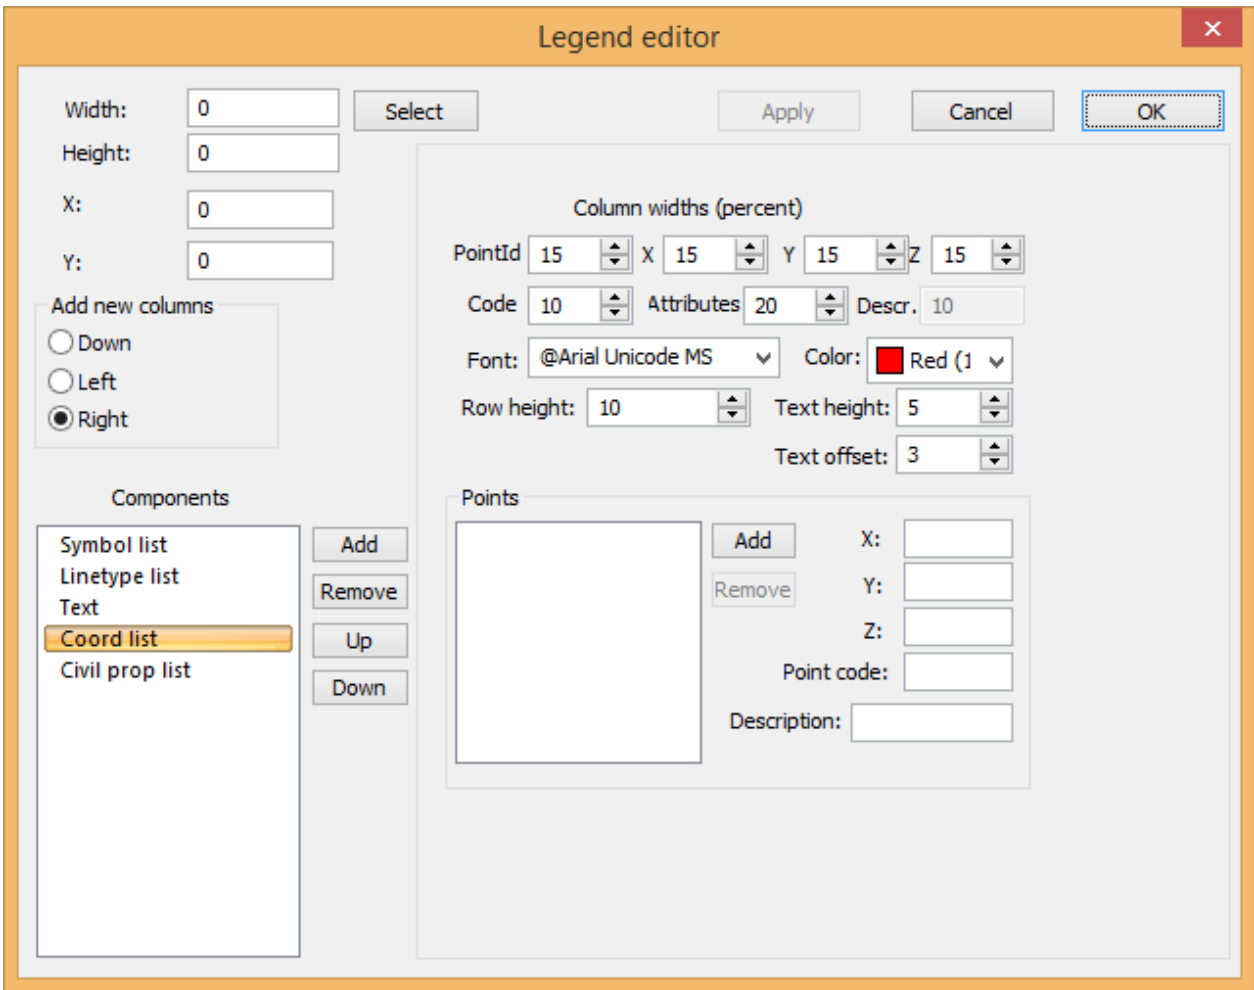 Legend editor
Width: 0 Select Apply Cancel OK
Height: 0
X: 0
Y: 0
Add new columns
Down
Left
Right
Column widths (percent)
PointId 15 X 15 Y 15 Z 15
Code 10 Attributes 20 Descr. 10
Font: @Arial Unicode MS Color: Red (1
Row height: 10 Text height: 5
Text offset: 3
Components
Symbol list
Linetype list
Text
Coord list
Civil prop list
Add
Remove
Up
Down
Points
Add X:
Remove Y:
Z:
Point code:
Description: